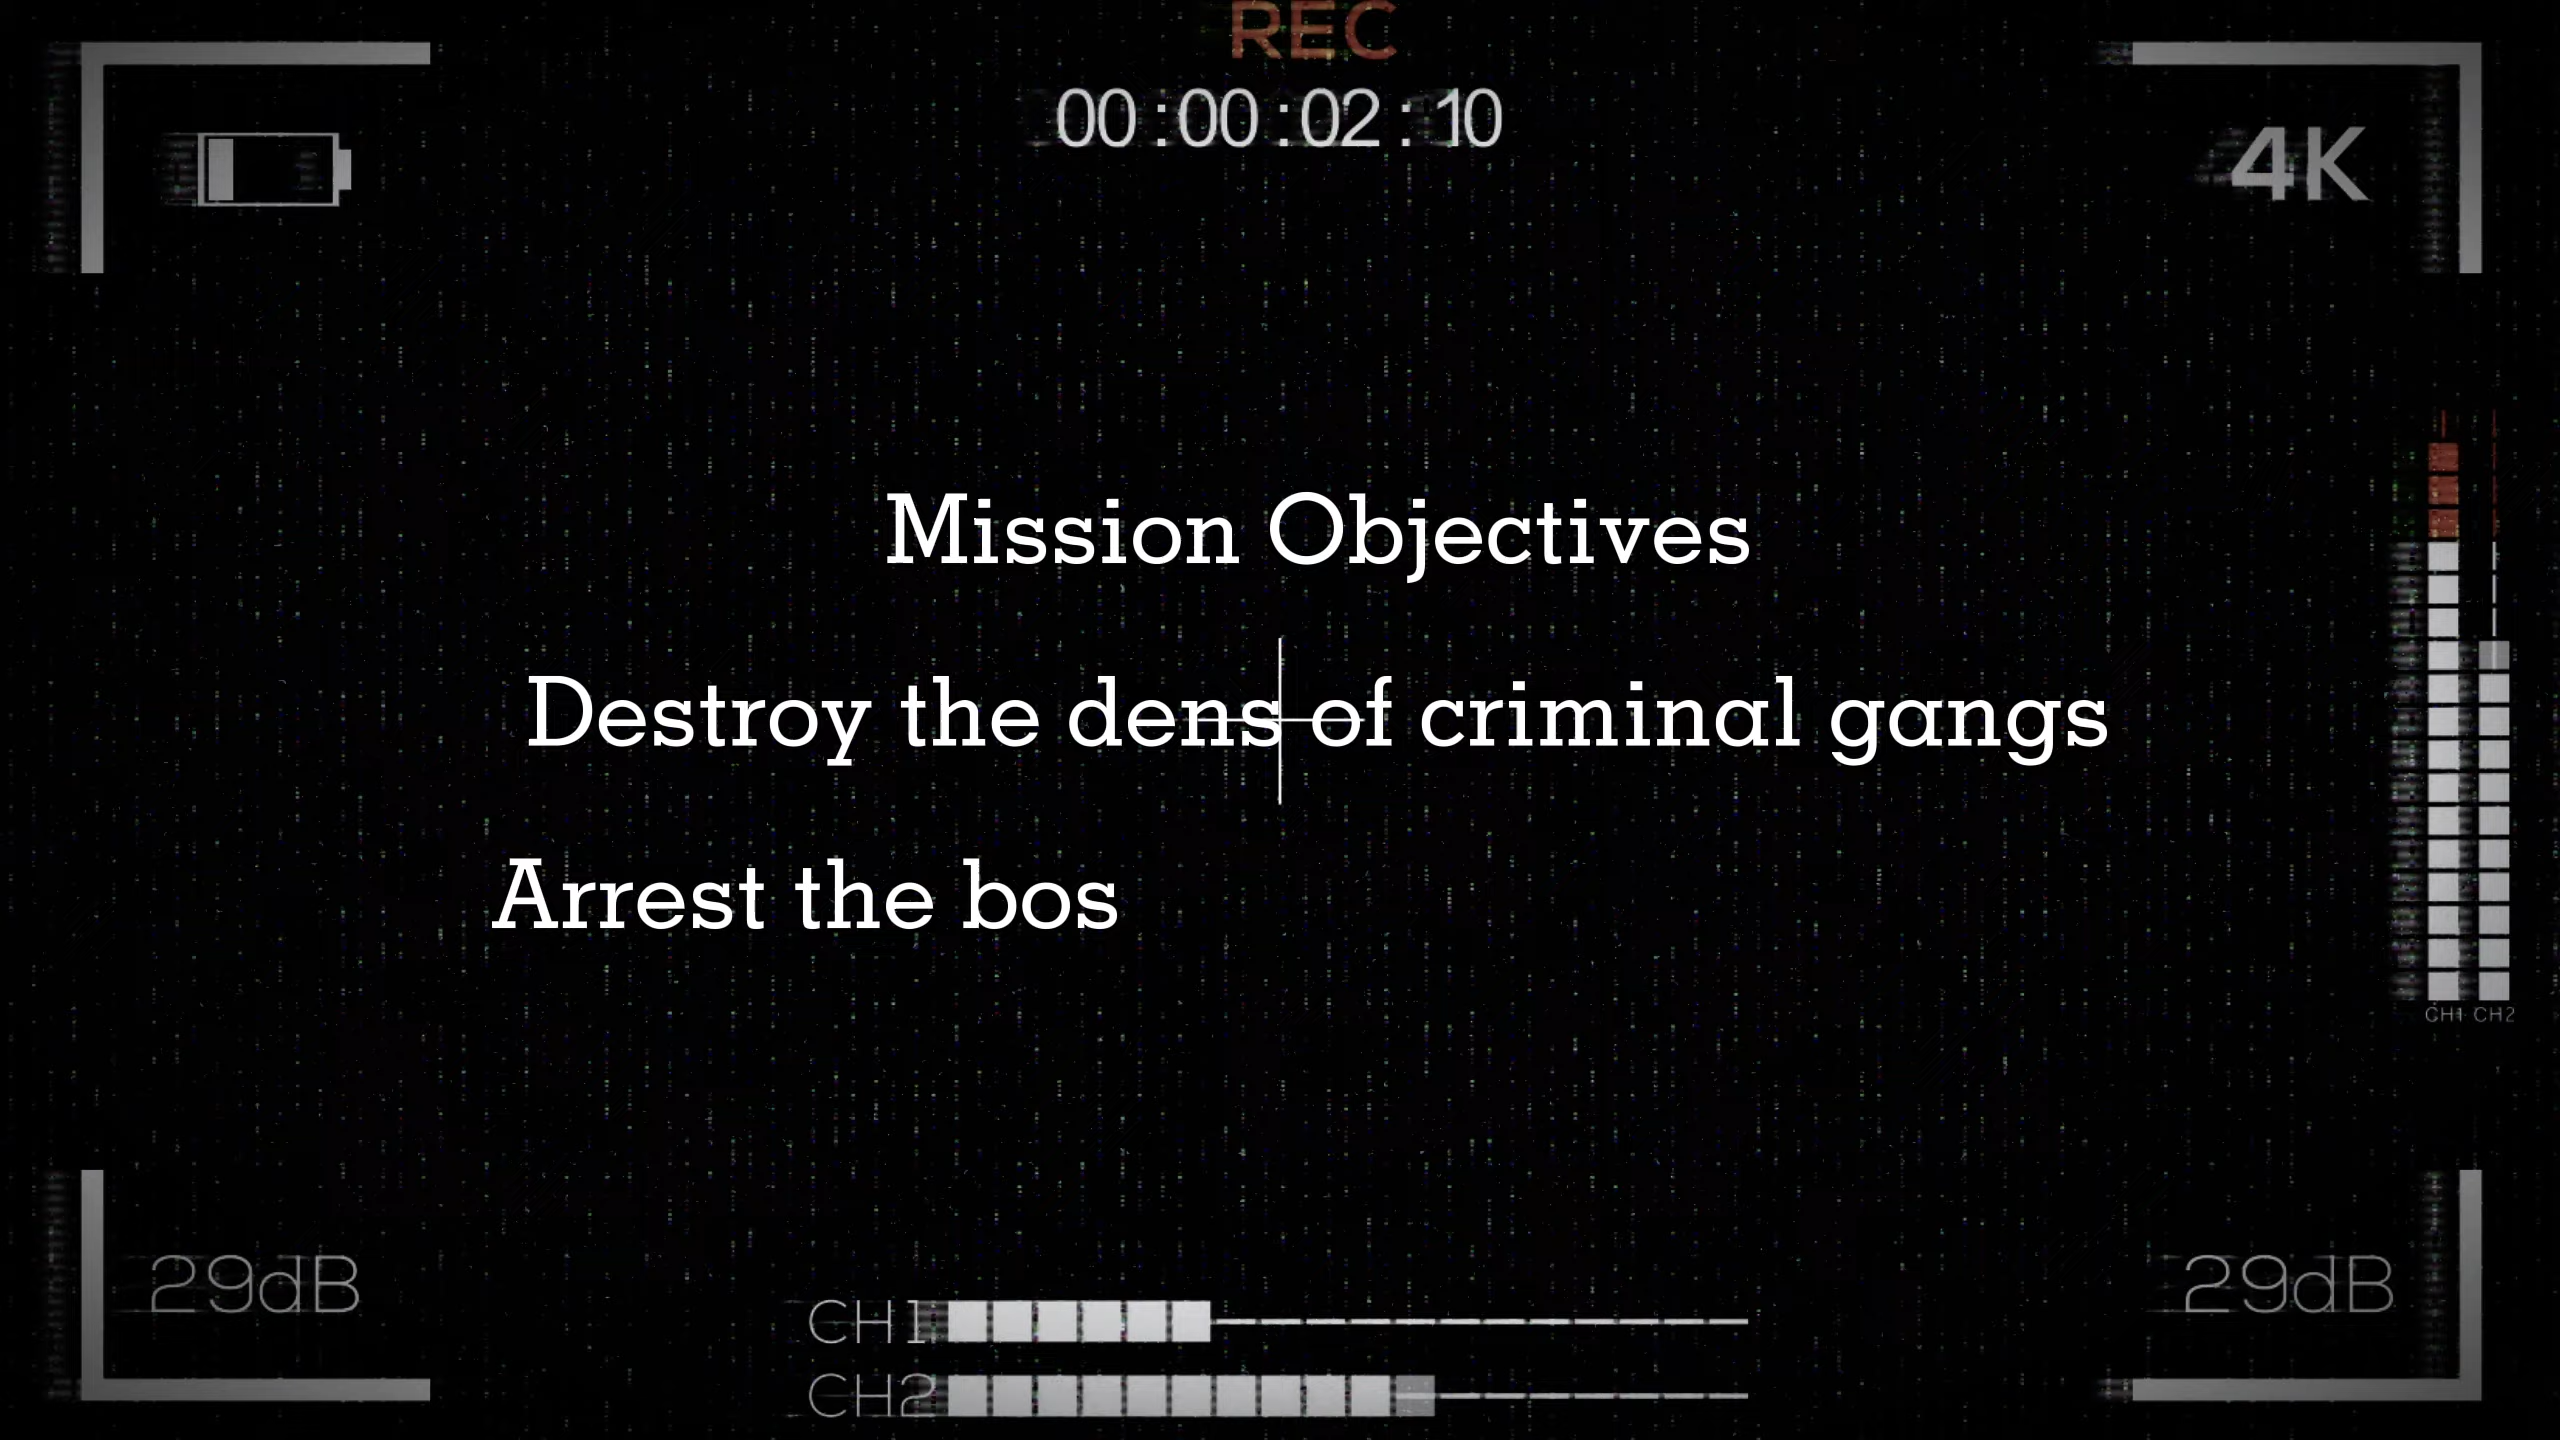 REC
00:00:02:10
4K
Mission Objectives
Destroy the dens of criminal gangs
Arrest the bos
CH1 CH2
29dB
29dB
CH1
CH2